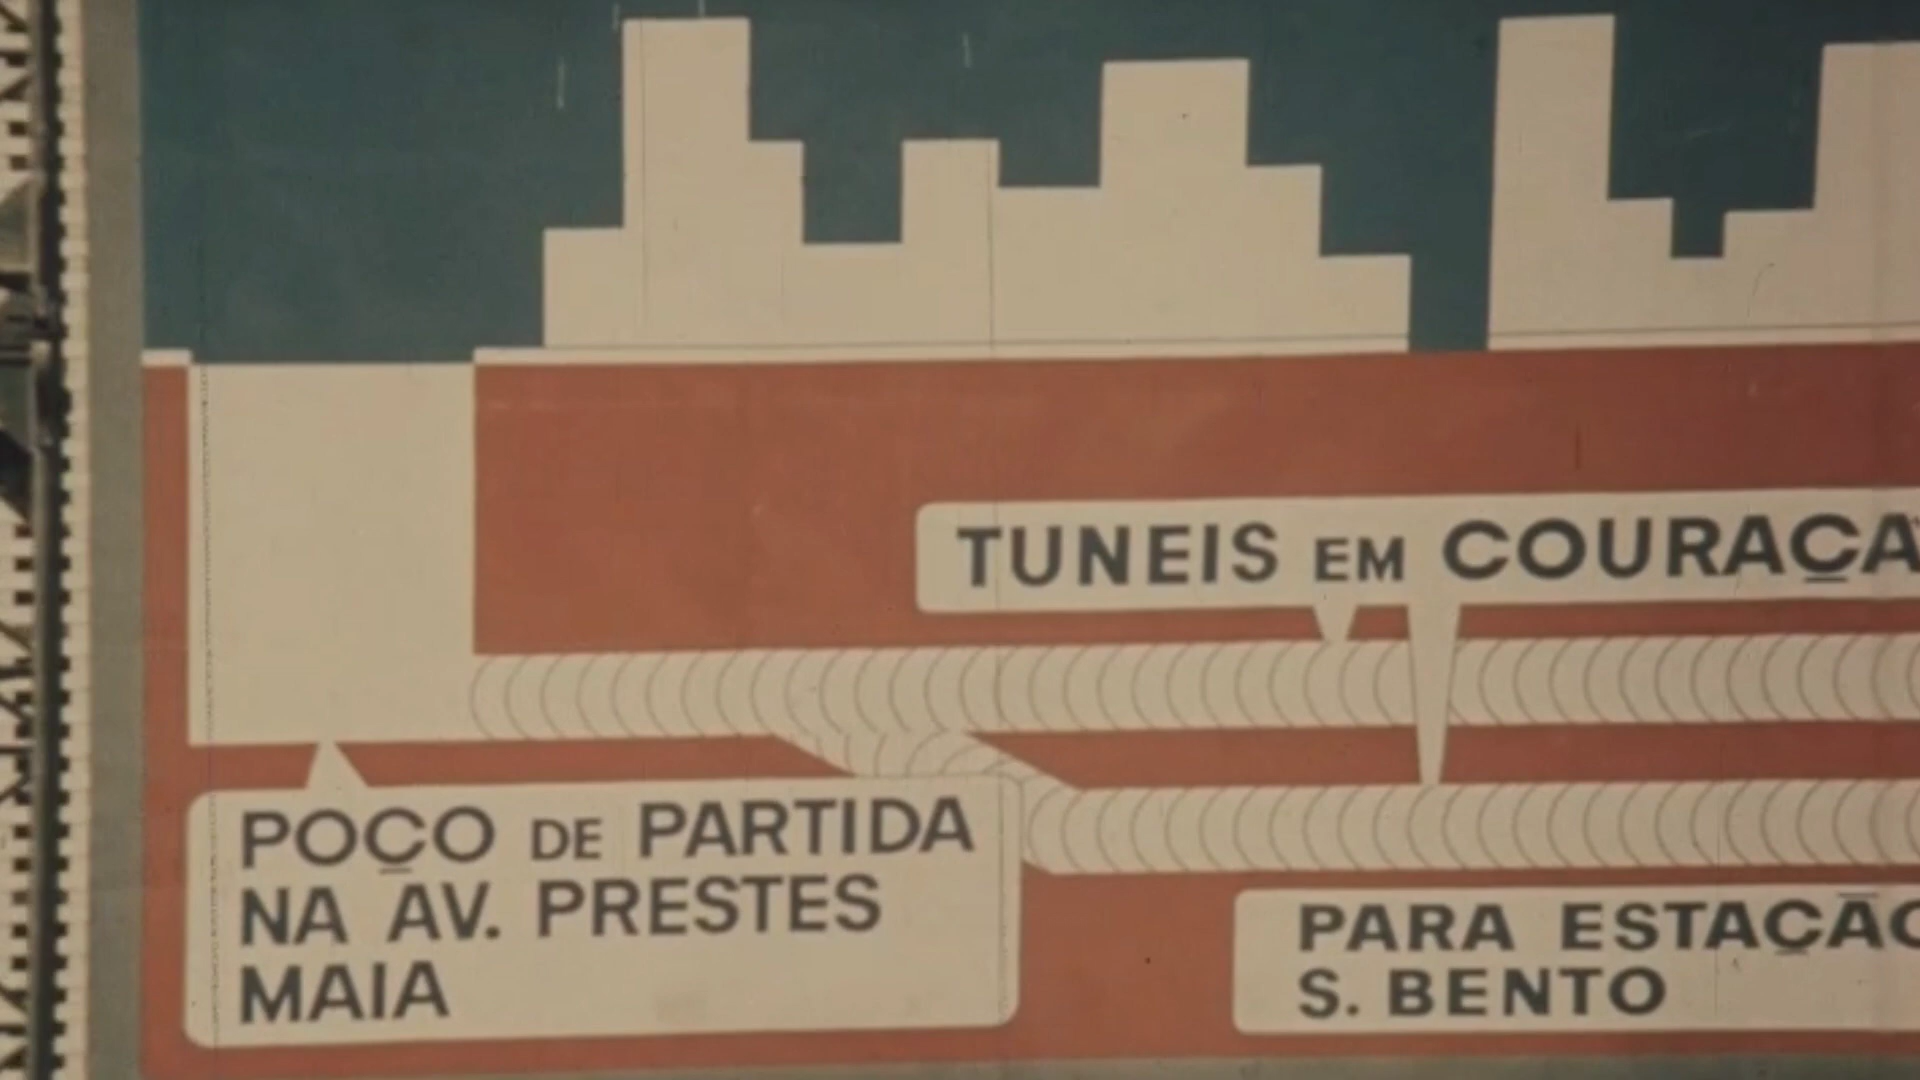 TUNEIS EM COURAÇA
POÇO DE PARTIDA
NA AV. PRESTES
MAIA
PARA ESTAÇÃO
S. BENTO